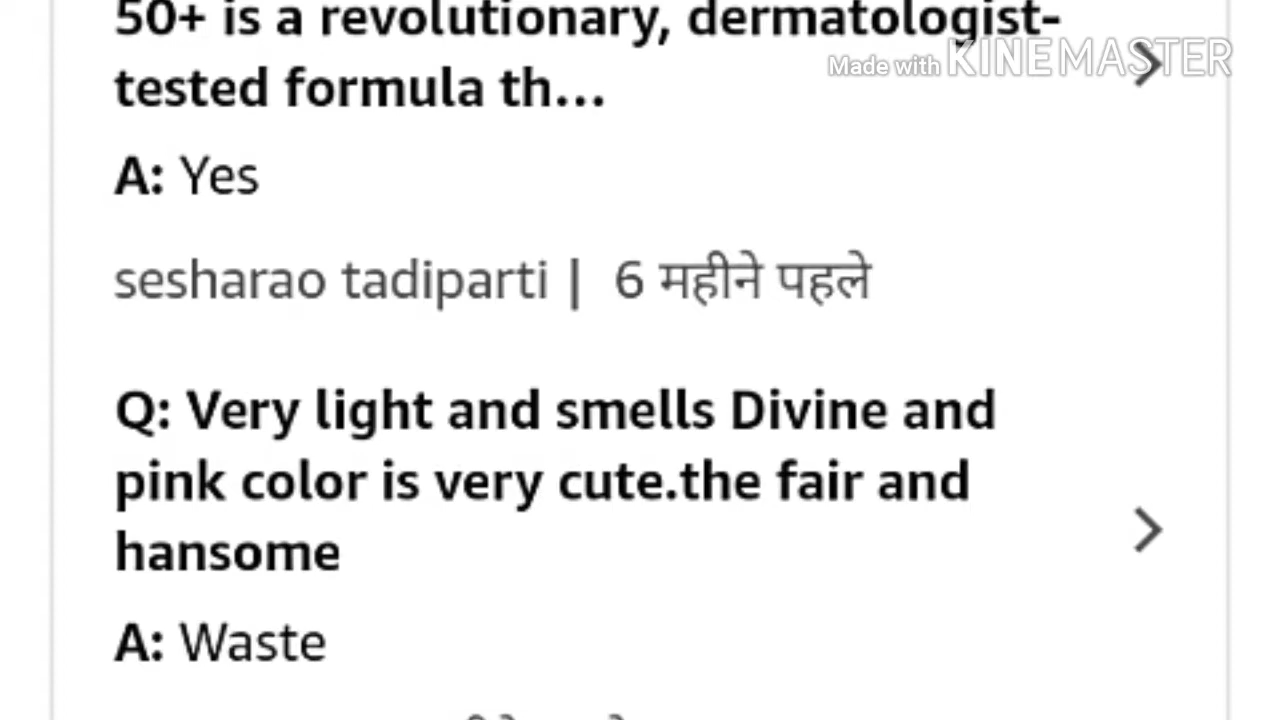 50+ is a revolutionary, dermatologist-
Made with KINEMASTER
tested formula th...
A: Yes
sesharao tadiparti | 6 महीने पहले
Q: Very light and smells Divine and
pink color is very cute.the fair and
hansome
A: Waste